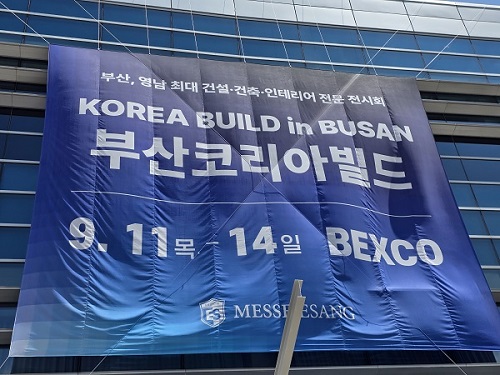 부산, 영남 최대 건설·건축·인테리어 전문 전시회
KOREA BUILD in BUSAN
부산코리아빌드
9. 11목 - 14일 BEXCO
MESSE ESANG